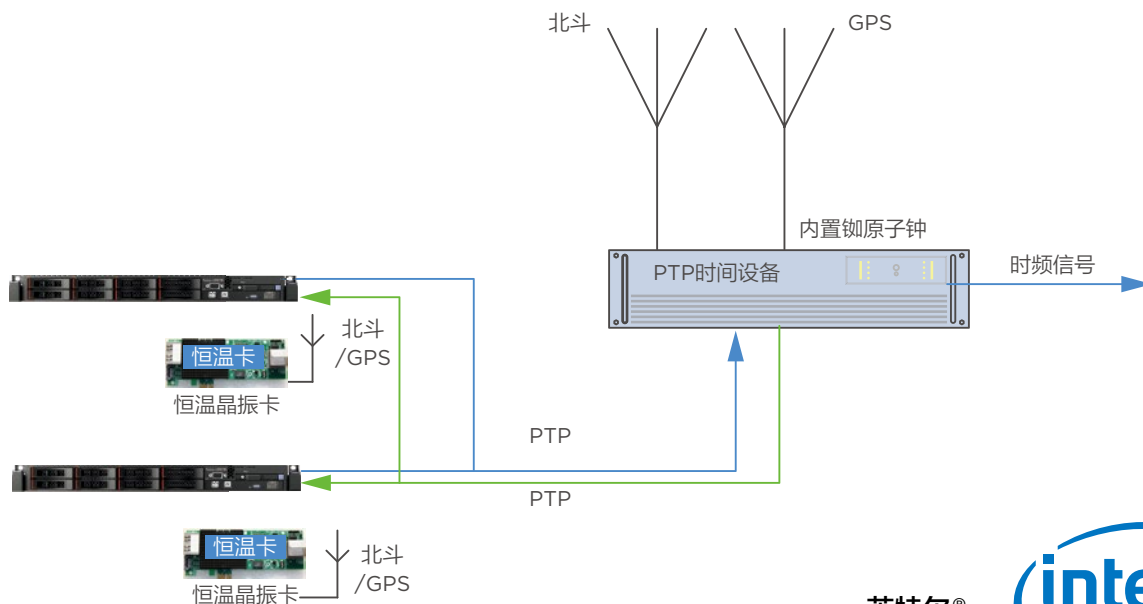 北斗
GPS
内置铷原子钟
PTP时间设备
时频信号
北斗
/GPS
恒温卡
恒温晶振卡
PTP
PTP
恒温卡
北斗
/GPS
恒温晶振卡